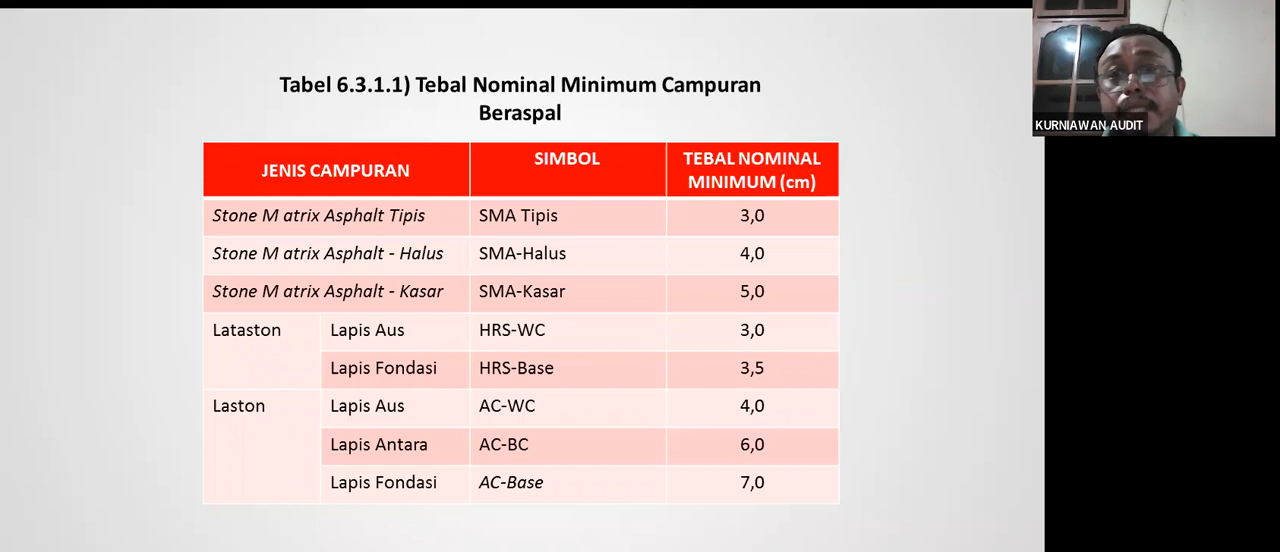 Tabel 6.3.1.1) Tebal Nominal Minimum Campuran
Beraspal
JENIS CAMPURAN SIMBOL TEBAL NOMINAL
MINIMUM (cm)
Stone M atrix Asphalt Tipis SMA Tipis 3,0
Stone M atrix Asphalt - Halus SMA-Halus 4,0
Stone M atrix Asphalt - Kasar SMA-Kasar 5,0
Lataston Lapis Aus HRS-WC 3,0
Lapis Fondasi HRS-Base 3,5
Laston Lapis Aus AC-WC 4,0
Lapis Antara AC-BC 6,0
Lapis Fondasi AC-Base 7,0
KURNIAWAN AUDIT